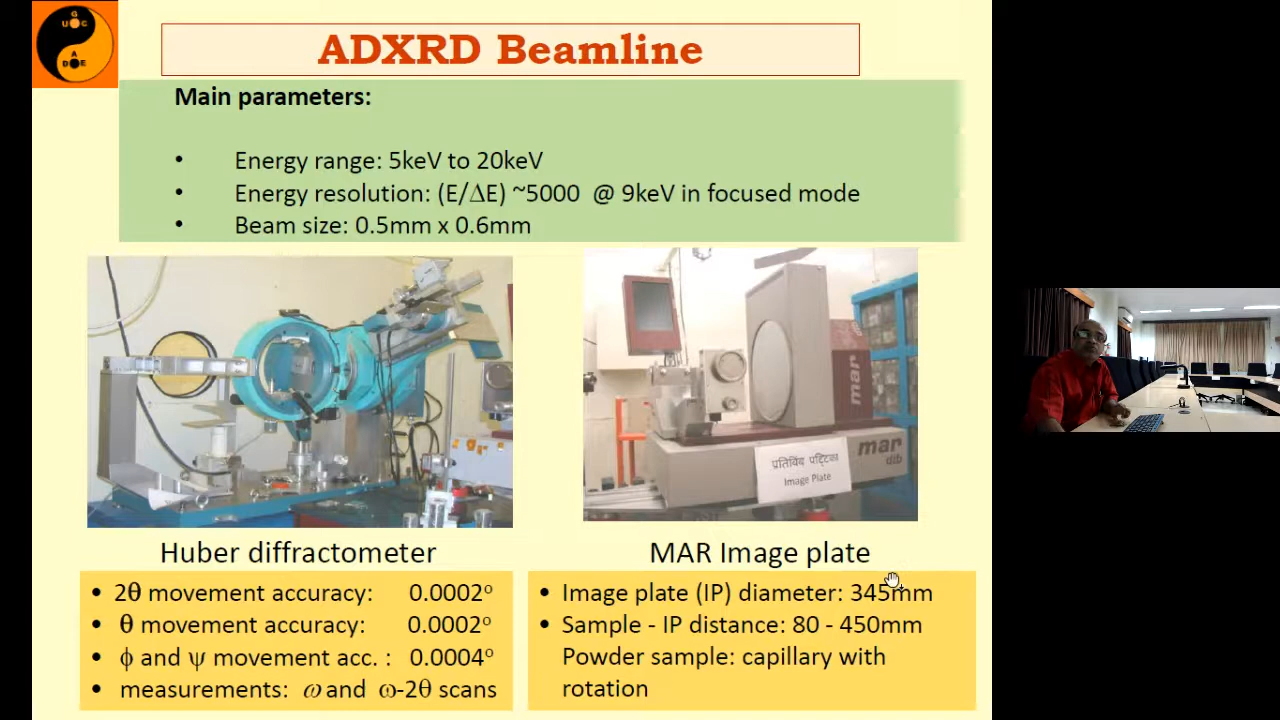 G
U G C
A
D A E
ADXRD Beamline
Main parameters:
• Energy range: 5keV to 20keV
• Energy resolution: (E/ΔE) ~5000 @ 9keV in focused mode
• Beam size: 0.5mm x 0.6mm
mar
mar
dtb
प्रतिबिंब पट्टिका
Image Plate
Huber diffractometer
• 2θ movement accuracy: 0.0002°
• θ movement accuracy: 0.0002°
• ϕ and ψ movement acc. : 0.0004°
• measurements: ω and ω-2θ scans
MAR Image plate
• Image plate (IP) diameter: 345mm
• Sample - IP distance: 80 - 450mm
Powder sample: capillary with
rotation